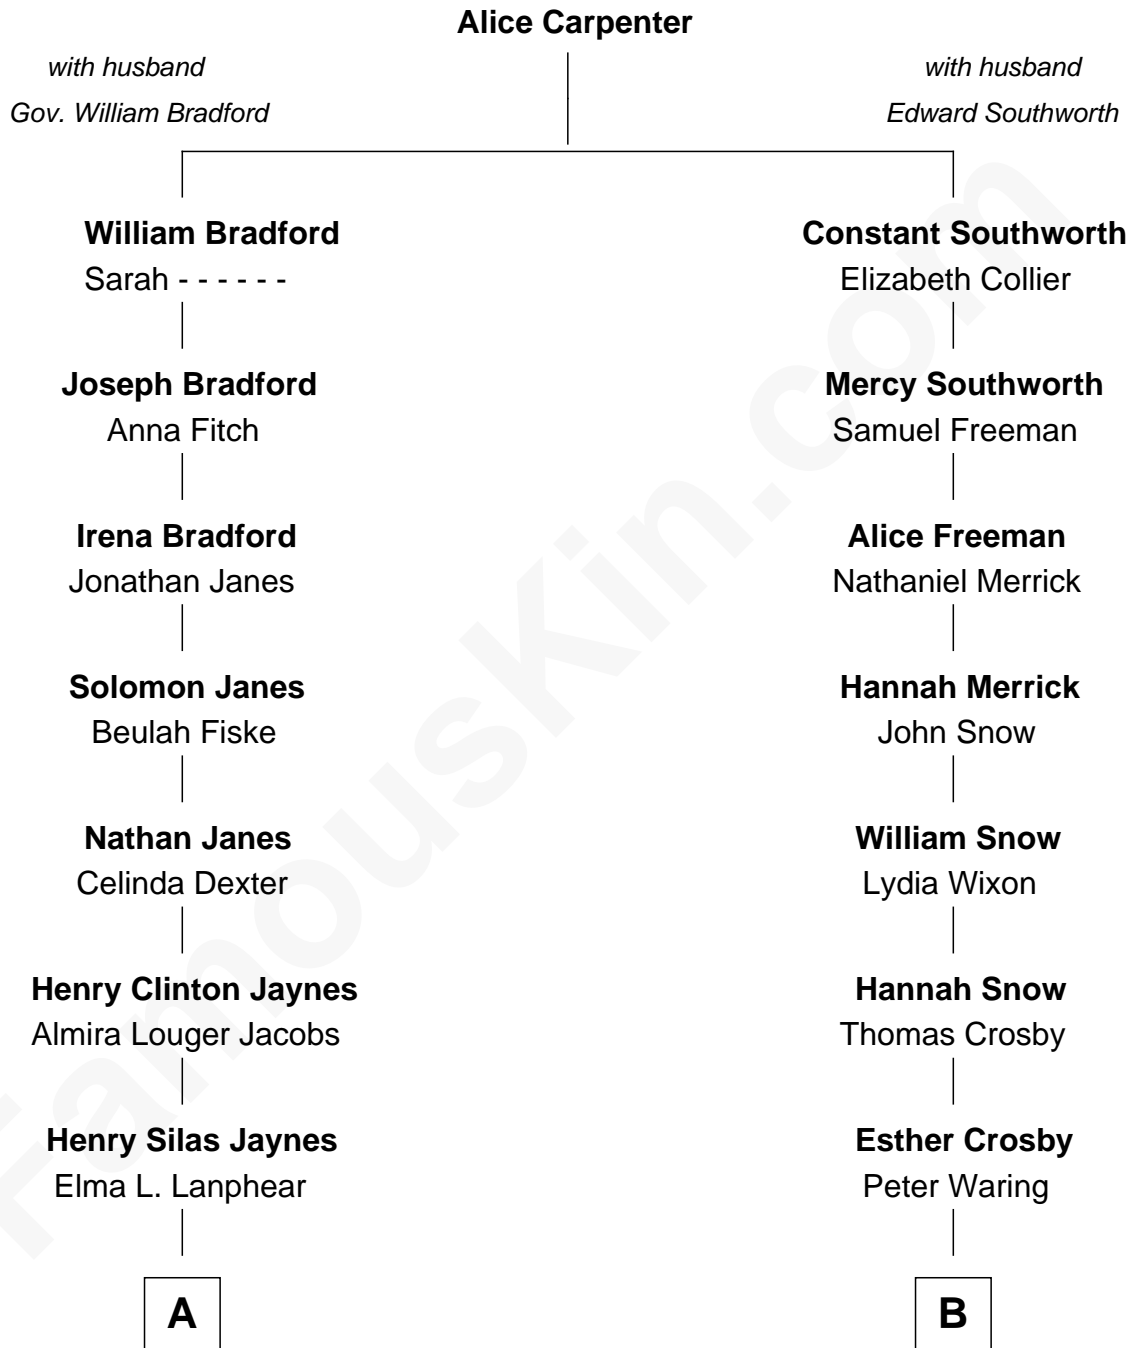 Alice Carpenter
with husband
Gov. William Bradford
with husband
Edward Southworth
William Bradford
Sarah - - - - - -
Constant Southworth
Elizabeth Collier
Joseph Bradford
Anna Fitch
Mercy Southworth
Samuel Freeman
Irena Bradford
Jonathan Janes
Alice Freeman
Nathaniel Merrick
Solomon Janes
Beulah Fiske
Hannah Merrick
John Snow
Nathan Janes
Celinda Dexter
William Snow
Lydia Wixon
Henry Clinton Jaynes
Almira Louger Jacobs
Hannah Snow
Thomas Crosby
Henry Silas Jaynes
Elma L. Lanphear
Esther Crosby
Peter Waring
A
B
FamousKin.com